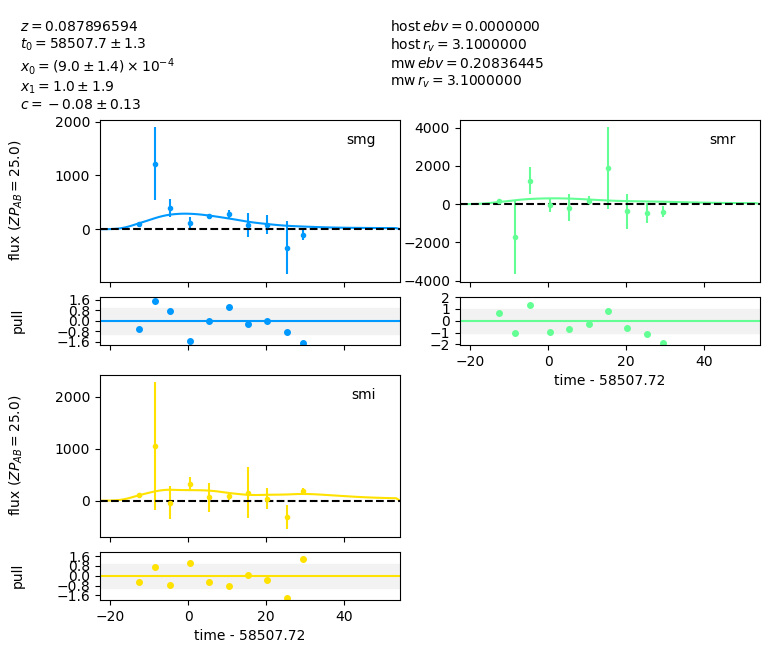 z = 0.087896594
t₀ = 58507.7 ± 1.3
x₀ = (9.0 ± 1.4) × 10⁻⁴
x₁ = 1.0 ± 1.9
c = −0.08 ± 0.13
host ebv = 0.0000000
host r_v = 3.1000000
mw ebv = 0.20836445
mw r_v = 3.1000000
smg
2000
1000
0
flux (ZP_AB = 25.0)
smr
4000
2000
0
−2000
−4000
1.6
0.8
0.0
−0.8
−1.6
pull
2
1
0
−1
−2
−20 0 20 40
time - 58507.72
smi
2000
1000
0
flux (ZP_AB = 25.0)
1.6
0.8
0.0
−0.8
−1.6
pull
−20 0 20 40
time - 58507.72